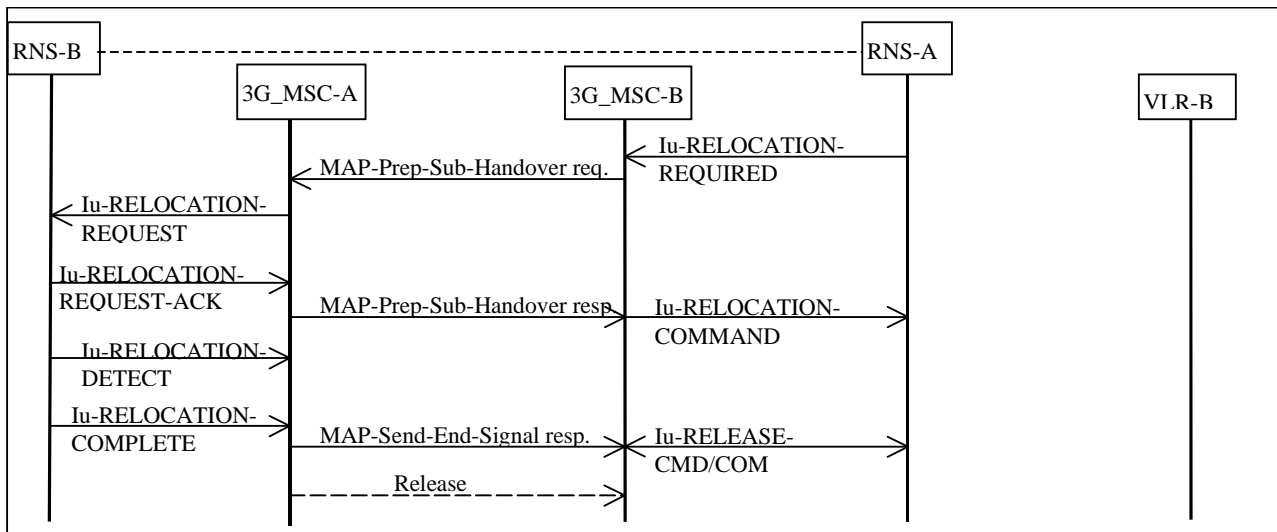 RNS-B
RNS-A
3G_MSC-A
3G_MSC-B
VLR-B
Iu-RELOCATION-
REQUIRED
MAP-Prep-Sub-Handover req.
Iu-RELOCATION-
REQUEST
Iu-RELOCATION-
REQUEST-ACK
MAP-Prep-Sub-Handover resp
Iu-RELOCATION-
COMMAND
Iu-RELOCATION-
DETECT
Iu-RELOCATION-
COMPLETE
MAP-Send-End-Signal resp.
Iu-RELEASE-
CMD/COM
Release